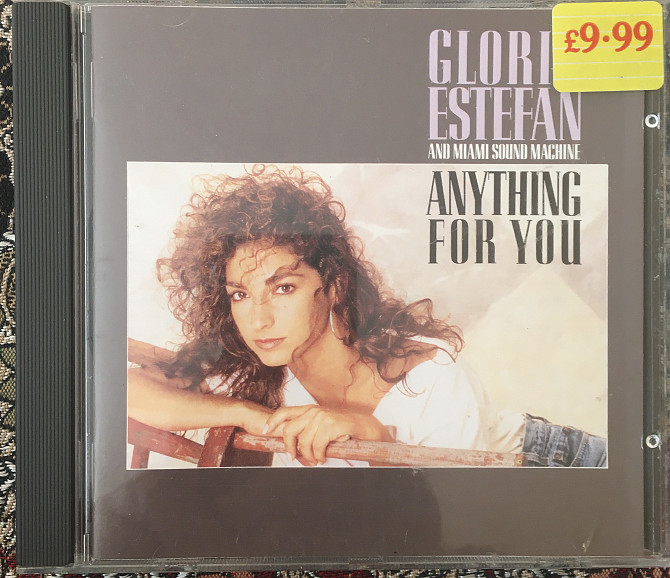 £9.99
GLORI
ESTEFAN
AND MIAMI SOUND MACHINE
ANYTHING
FOR YOU